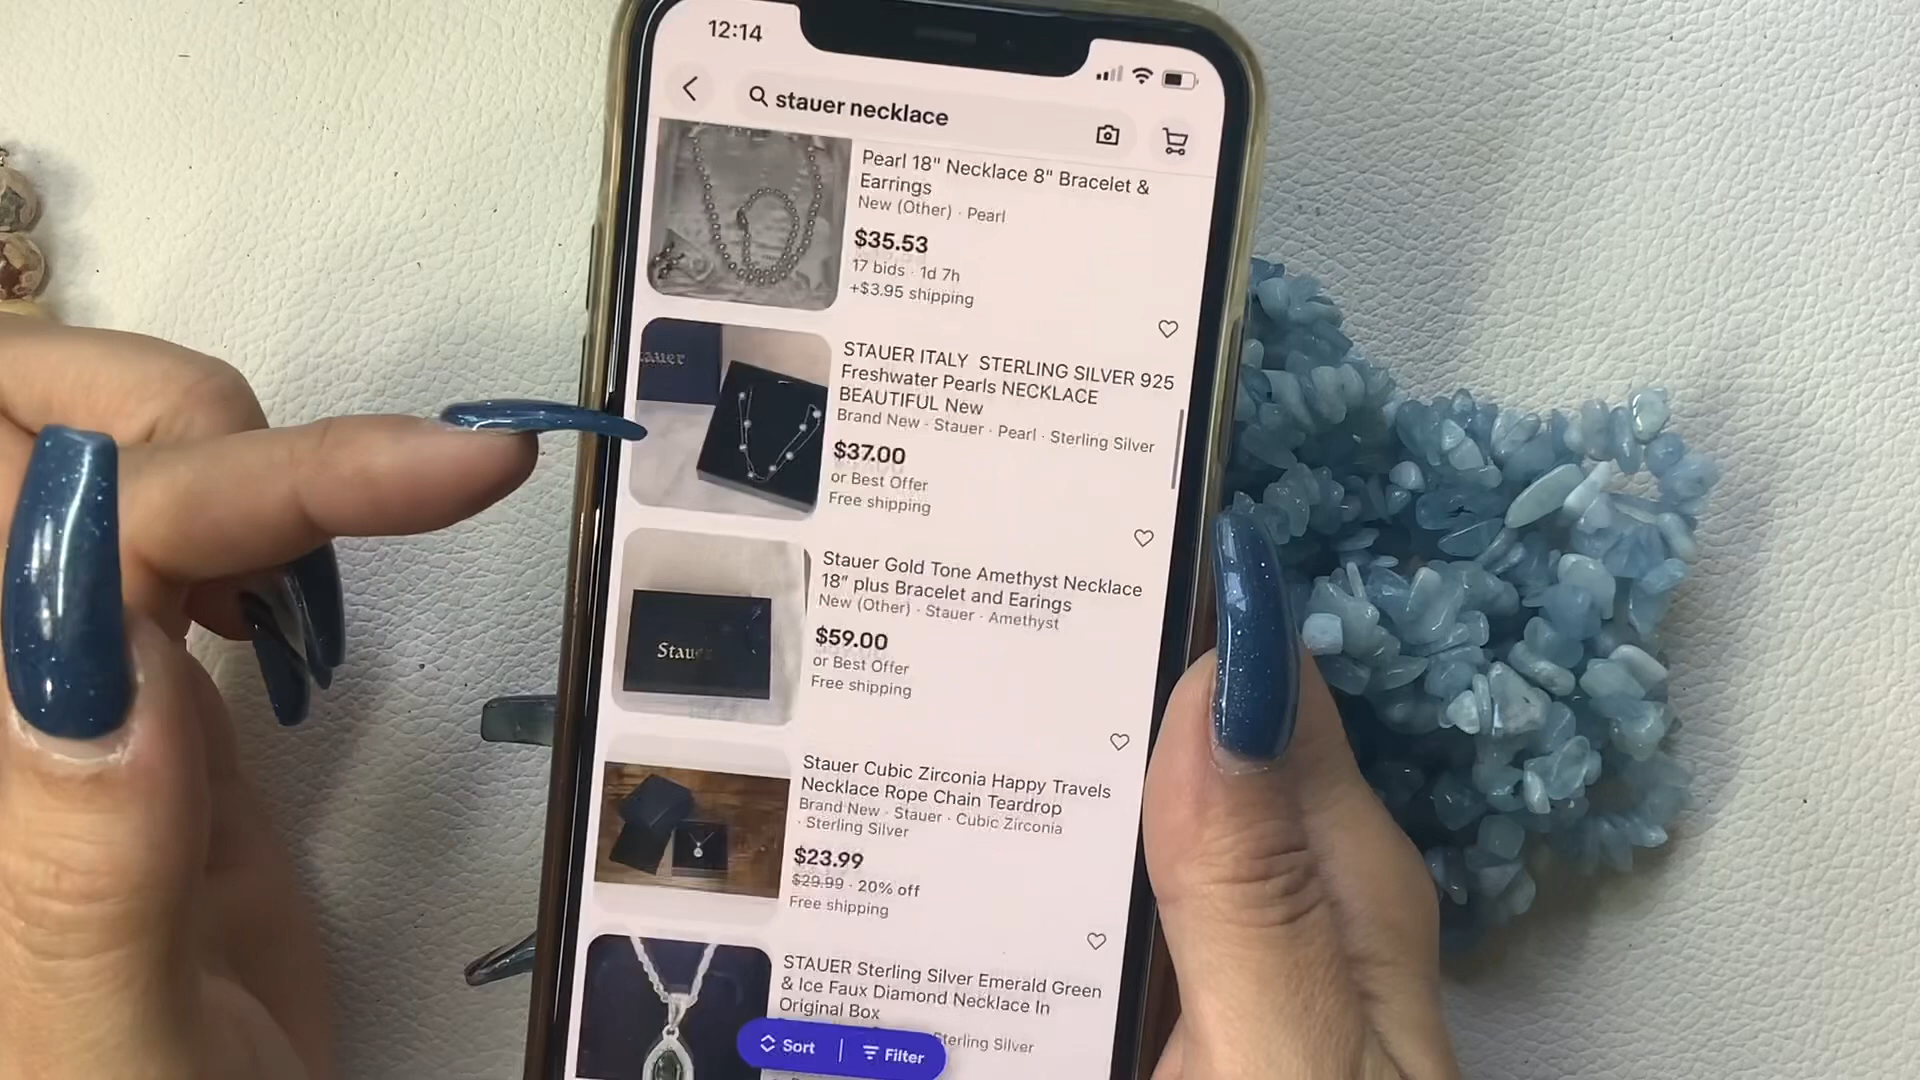 12:14
stauer necklace
Pearl 18" Necklace 8" Bracelet &
Earrings
New (Other) · Pearl
$35.53
17 bids · 1d 7h
+$3.95 shipping
stauer
STAUER ITALY STERLING SILVER 925
Freshwater Pearls NECKLACE
BEAUTIFUL New
Brand New · Stauer · Pearl · Sterling Silver
$37.00
or Best Offer
Free shipping
Stauer
Stauer Gold Tone Amethyst Necklace
18" plus Bracelet and Earings
New (Other) · Stauer · Amethyst
$59.00
or Best Offer
Free shipping
Stauer Cubic Zirconia Happy Travels
Necklace Rope Chain Teardrop
Brand New · Stauer · Cubic Zirconia
· Sterling Silver
$23.99
$29.99 · 20% off
Free shipping
STAUER Sterling Silver Emerald Green
& Ice Faux Diamond Necklace In
Original Box
Sterling Silver
Sort
Filter